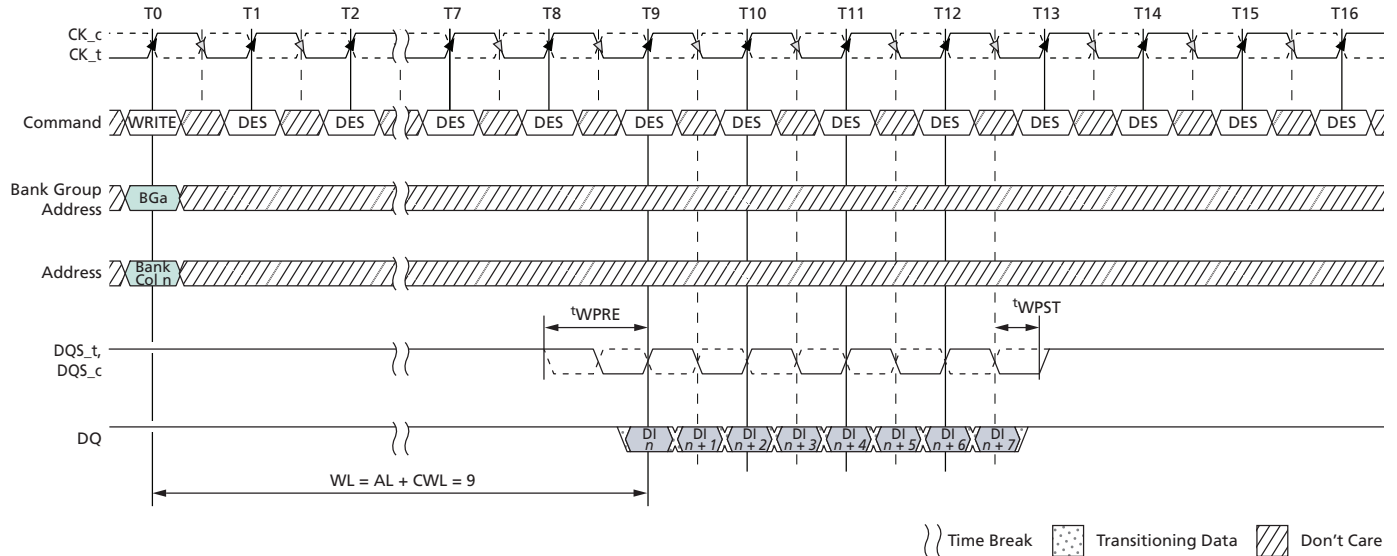 T0 T1 T2 T7 T8 T9 T10 T11 T12 T13 T14 T15 T16
CK_c
CK_t
Command WRITE DES DES DES DES DES DES DES DES DES DES DES DES
Bank Group
Address
BGa
Address
Bank
Col n
tWPRE
tWPST
DQS_t,
DQS_c
DQ
DI
n
DI
n + 1
DI
n + 2
DI
n + 3
DI
n + 4
DI
n + 5
DI
n + 6
DI
n + 7
WL = AL + CWL = 9
Time Break Transitioning Data Don’t Care